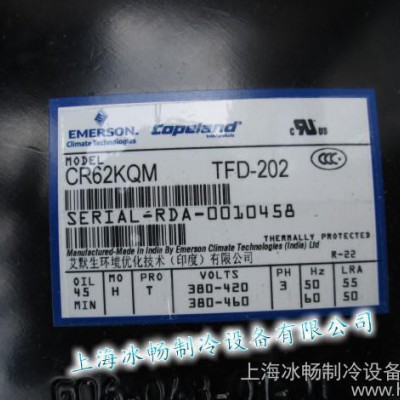 EMERSON.
Climate Technologies
Copeland
c UL us
CCC
MODEL
CR62KQM TFD-202
SERIAL-RDA-0010458
THERMALLY PROTECTED
Manufactured-Made in India By Emerson Climate Technologies (India) Ltd
艾默生环境优化技术（印度）有限公司
R-22
OIL MO PRO VOLTS PH Hz LRA
45 H T 380-420 3 50 55
MIN 380-460 60 50
上海冰畅制冷设备有限公司
上海冰畅制冷设备